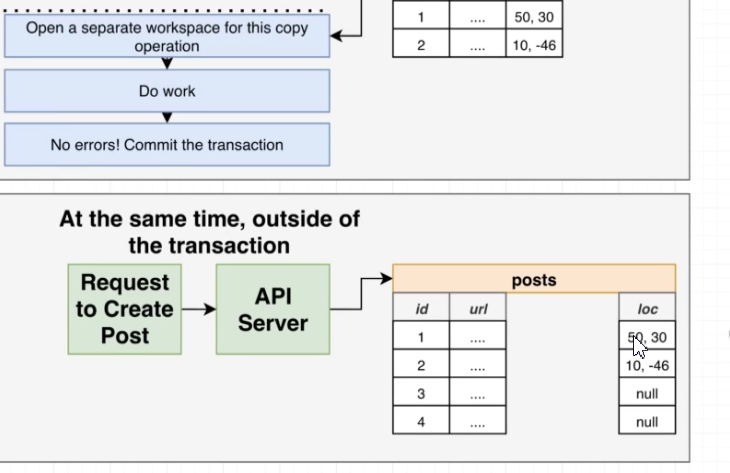 Open a separate workspace for this copy
operation
1 .... 50, 30
2 .... 10, -46
Do work
No errors! Commit the transaction
At the same time, outside of
the transaction
Request
to Create
Post
API
Server
posts
id url loc
1 .... 50, 30
2 .... 10, -46
3 .... null
4 .... null